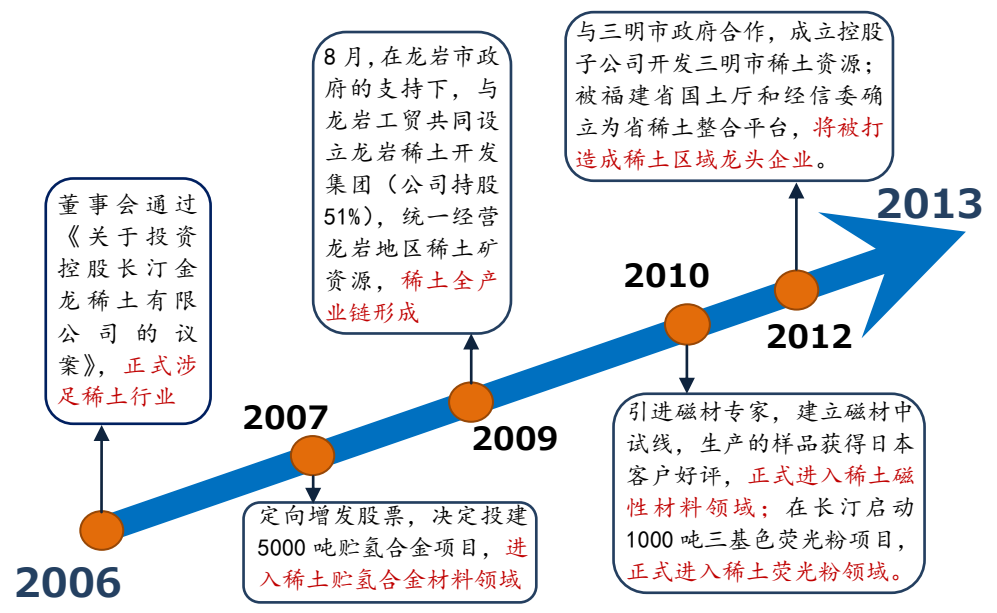 董事会通过
《关于投资
控股长汀金
龙稀土有限
公司的议
案》，正式涉
足稀土行业
2006
2007
定向增发股票，决定投建
5000 吨贮氢合金项目，进
入稀土贮氢合金材料领域
8 月，在龙岩市政
府的支持下，与
龙岩工贸共同设
立龙岩稀土开发
集团（公司持股
51%），统一经营
龙岩地区稀土矿
资源，稀土全产
业链形成
2009
2010
引进磁材专家，建立磁材中
试线，生产的样品获得日本
客户好评，正式进入稀土磁
性材料领域；在长汀启动
1000 吨三基色荧光粉项目，
正式进入稀土荧光粉领域。
与三明市政府合作，成立控股
子公司开发三明市稀土资源；
被福建省国土厅和经信委确
立为省稀土整合平台，将被打
造成稀土区域龙头企业。
2012
2013